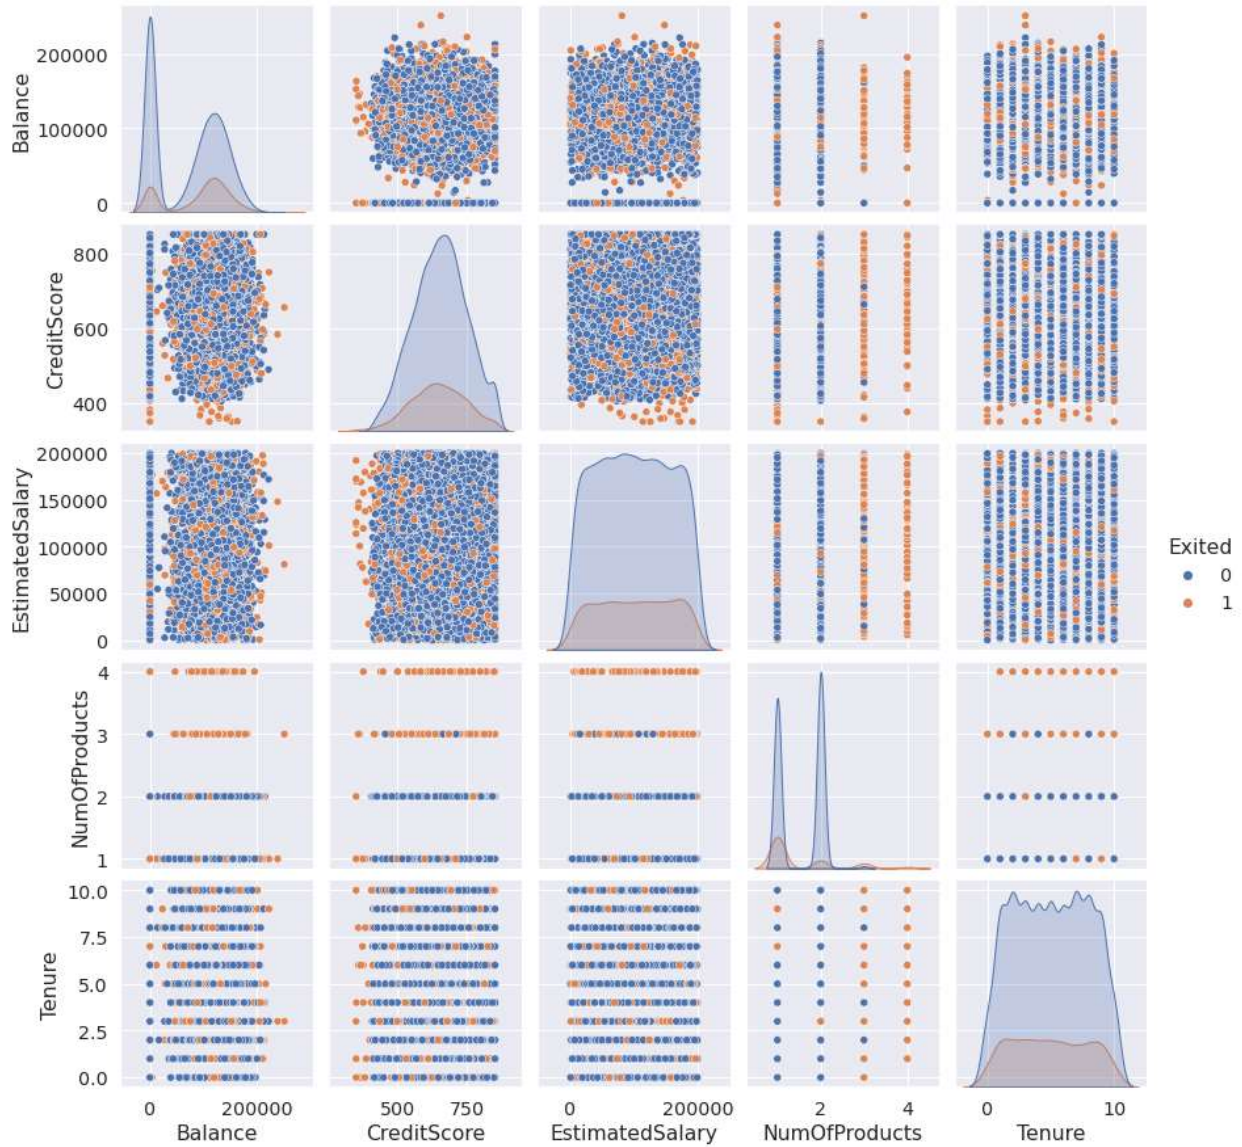 Balance
200000
100000
0
CreditScore
800
600
400
EstimatedSalary
200000
150000
100000
50000
0
Exited
0
1
NumOfProducts
4
3
2
1
Tenure
10.0
7.5
5.0
2.5
0.0
0 200000
500 750
0 200000
2 4
0 10
Balance
CreditScore
EstimatedSalary
NumOfProducts
Tenure